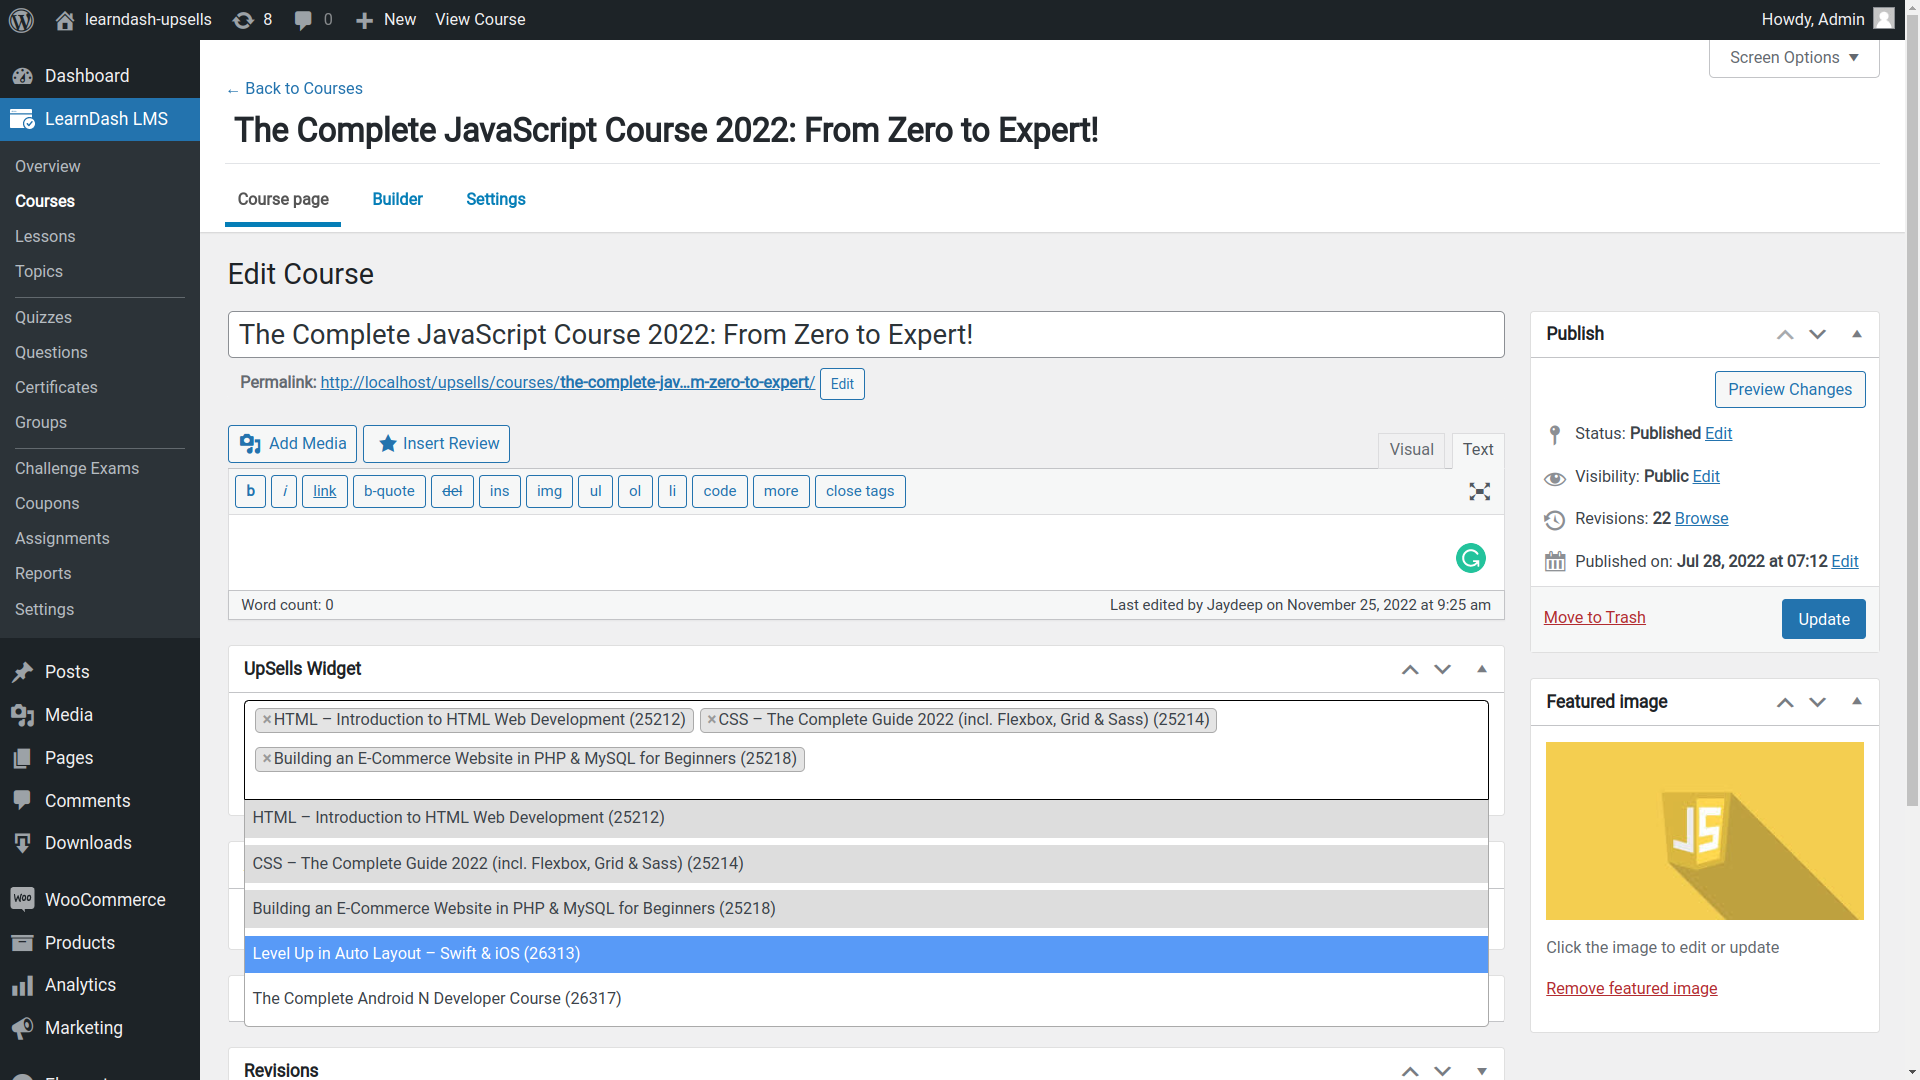 learndash-upsells 8 0 New View Course Howdy, Admin
Screen Options
Dashboard
LearnDash LMS
Overview
Courses
Lessons
Topics
Quizzes
Questions
Certificates
Groups
Challenge Exams
Coupons
Assignments
Reports
Settings
Posts
Media
Pages
Comments
Downloads
Woo WooCommerce
Products
Analytics
Marketing
← Back to Courses
The Complete JavaScript Course 2022: From Zero to Expert!
Course page Builder Settings
Edit Course
The Complete JavaScript Course 2022: From Zero to Expert!
Permalink: http://localhost/upsells/courses/the-complete-jav…m-zero-to-expert/ Edit
Add Media Insert Review Visual Text
b i link b-quote del ins img ul ol li code more close tags
Word count: 0 Last edited by Jaydeep on November 25, 2022 at 9:25 am
UpSells Widget
×HTML – Introduction to HTML Web Development (25212) ×CSS – The Complete Guide 2022 (incl. Flexbox, Grid & Sass) (25214)
×Building an E-Commerce Website in PHP & MySQL for Beginners (25218)
HTML – Introduction to HTML Web Development (25212)
CSS – The Complete Guide 2022 (incl. Flexbox, Grid & Sass) (25214)
Building an E-Commerce Website in PHP & MySQL for Beginners (25218)
Level Up in Auto Layout – Swift & iOS (26313)
The Complete Android N Developer Course (26317)
Revisions
Publish
Preview Changes
Status: Published Edit
Visibility: Public Edit
Revisions: 22 Browse
Published on: Jul 28, 2022 at 07:12 Edit
Move to Trash Update
Featured image
JS
Click the image to edit or update
Remove featured image